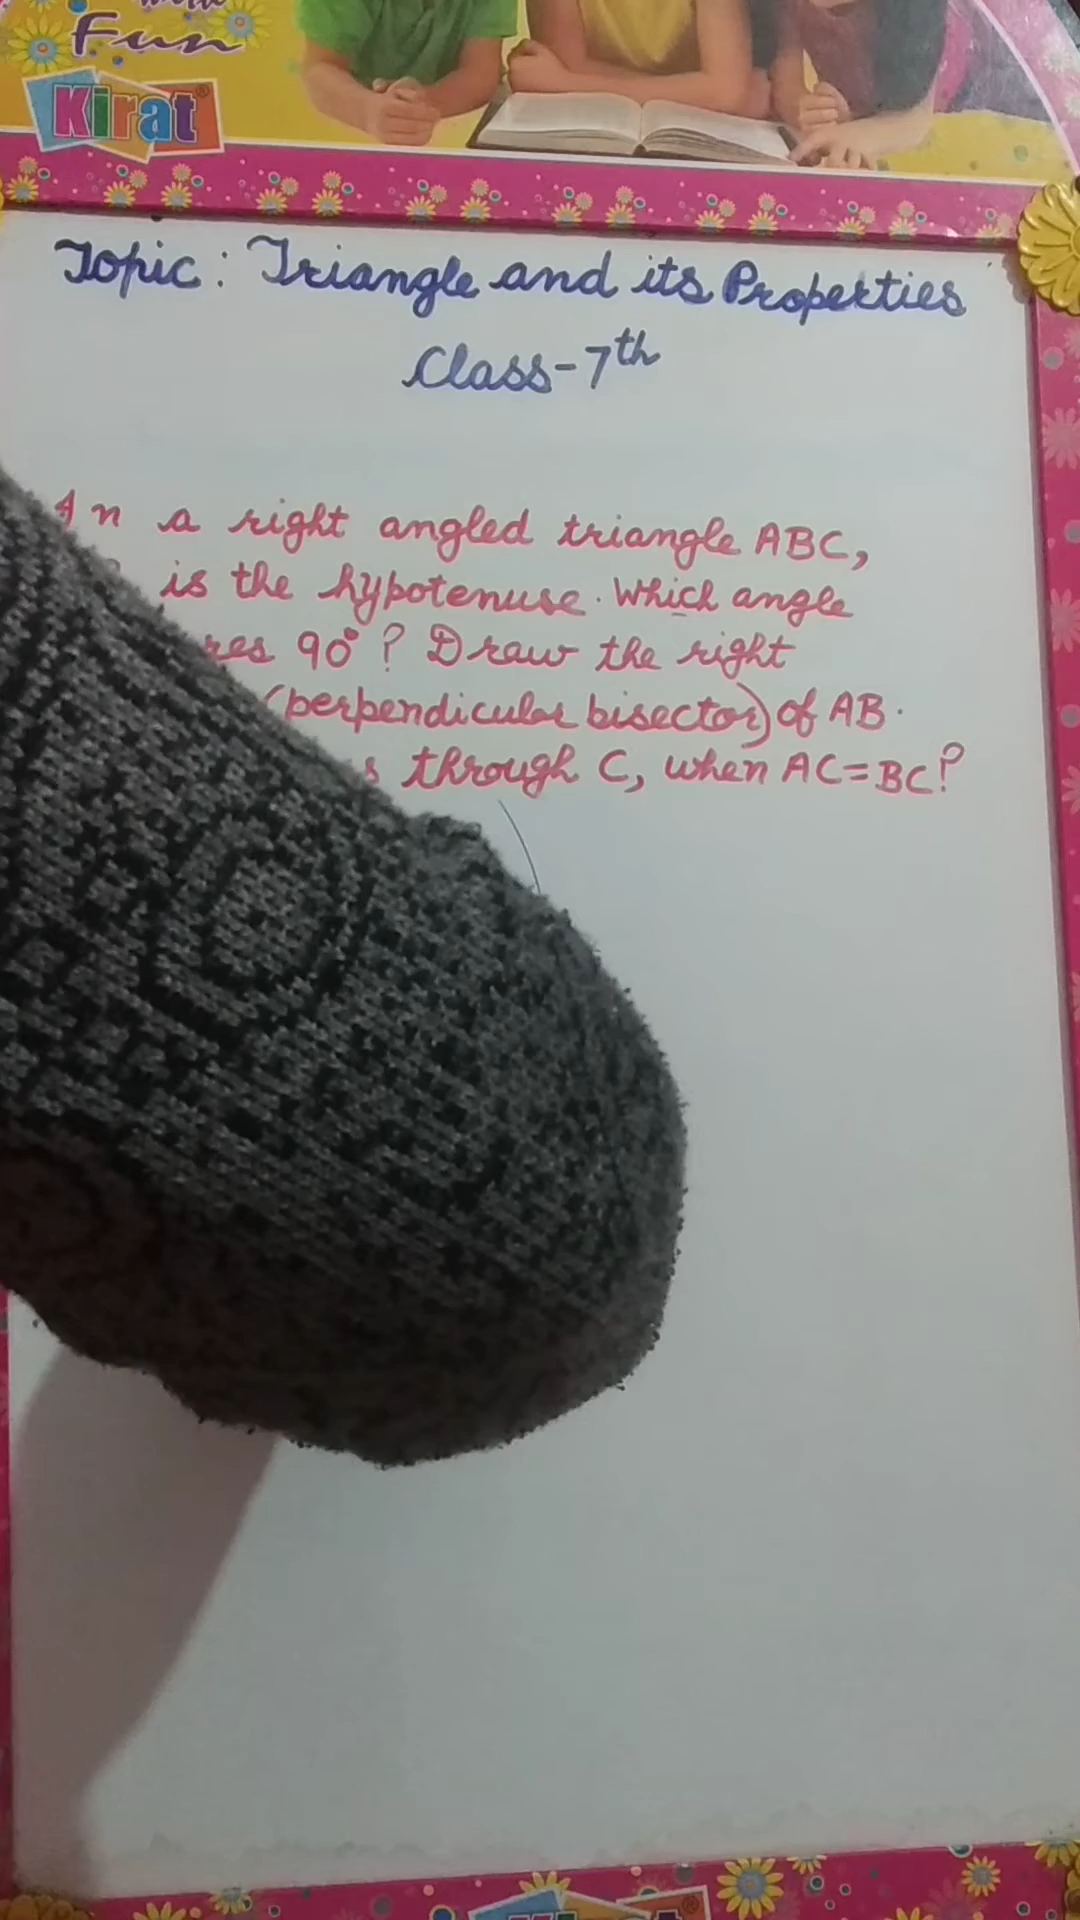 with
Fun
Kirat®
Topic: Triangle and its Properties
Class-7th
In a right angled triangle ABC,
is the hypotenuse. Which angle
90°? Draw the right
(perpendicular bisector) of AB.
through C, when AC=BC?